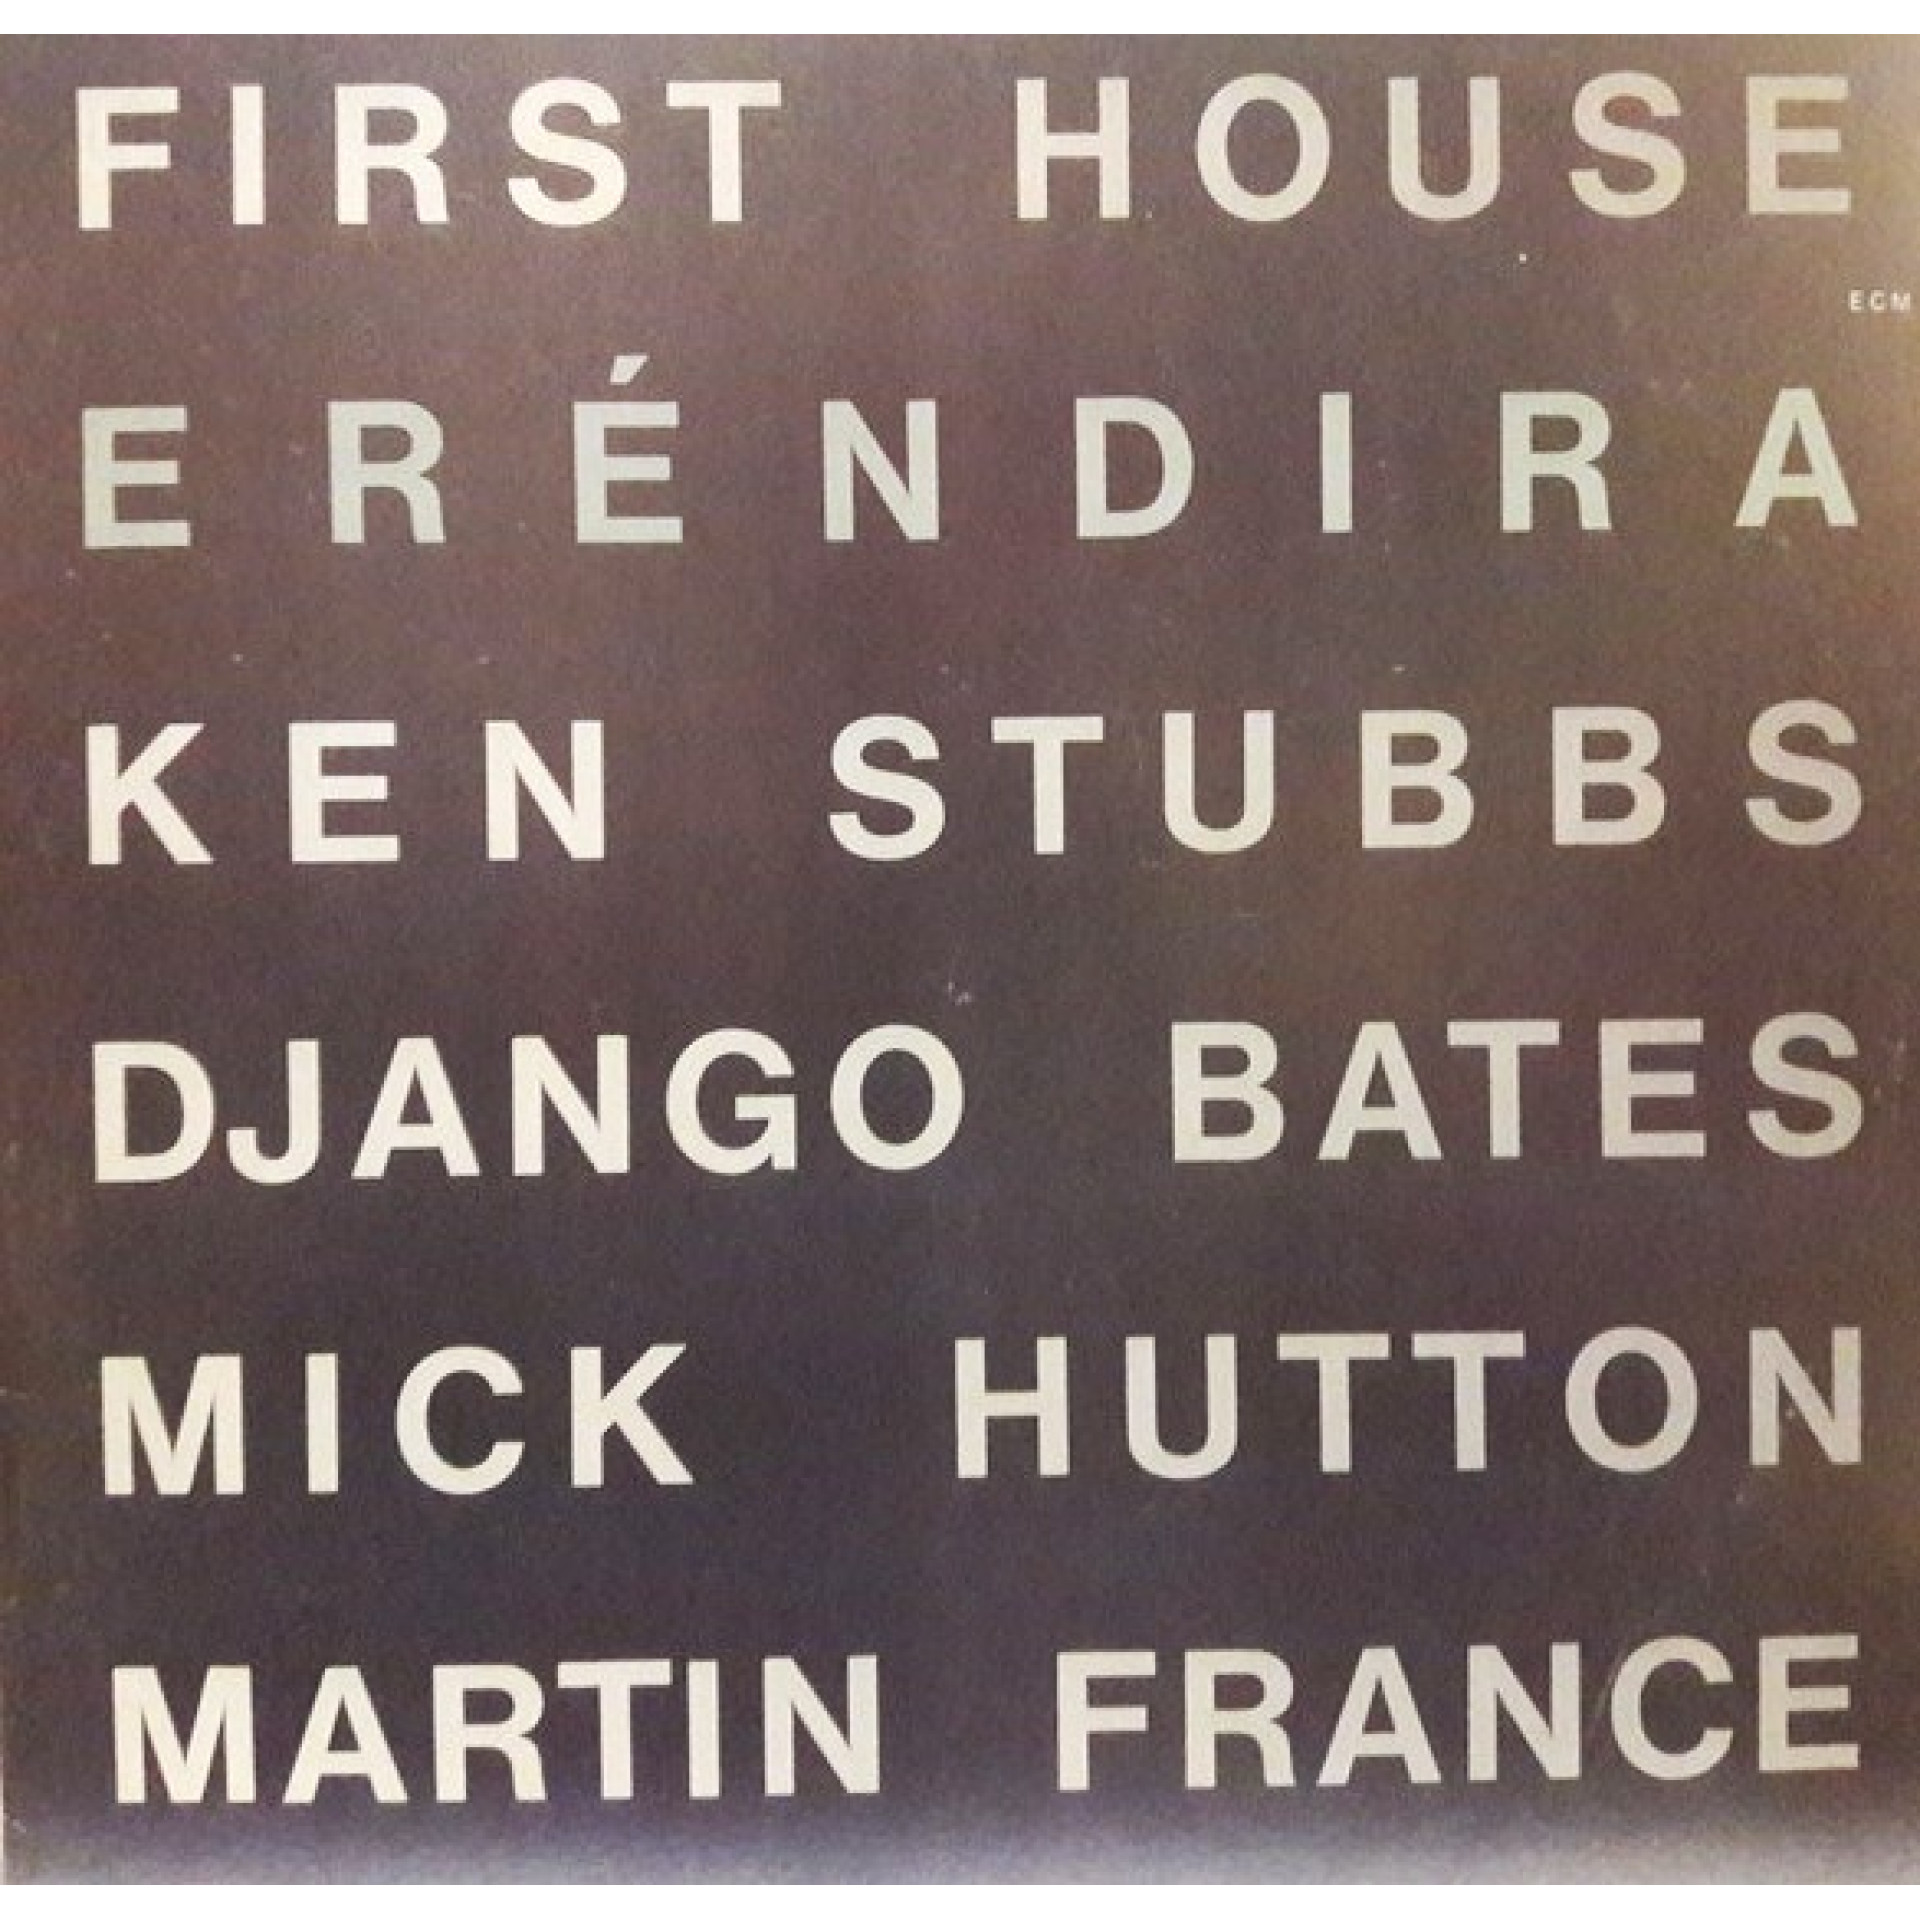 FIRST HOUSE
ECM
ERÉNDIRA
KEN STUBBS
DJANGO BATES
MICK HUTTON
MARTIN FRANCE